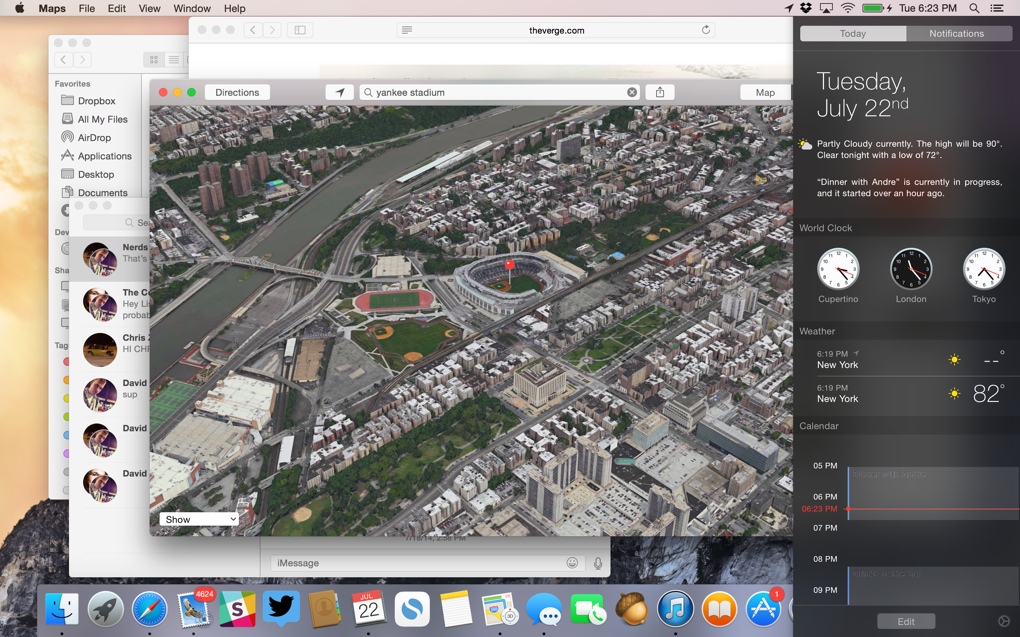 Maps File Edit View Window Help
Tue 6:23 PM
theverge.com
Favorites
Dropbox
All My Files
AirDrop
Applications
Desktop
Documents
Directions
yankee stadium
Map
Nerds
That's
Hey
Chris
David
sup
David
David
Show
iMessage
4624
JUL
22
1
Today Notifications
Tuesday,
July 22nd
Partly Cloudy currently. The high will be 90°.
Clear tonight with a low of 72°.
“Dinner with Andre” is currently in progress,
and it started over an hour ago.
World Clock
Cupertino London Tokyo
Weather
6:19 PM
New York
--°
6:19 PM
New York
82°
Calendar
05 PM
06 PM
06:23 PM
07 PM
08 PM
09 PM
Edit